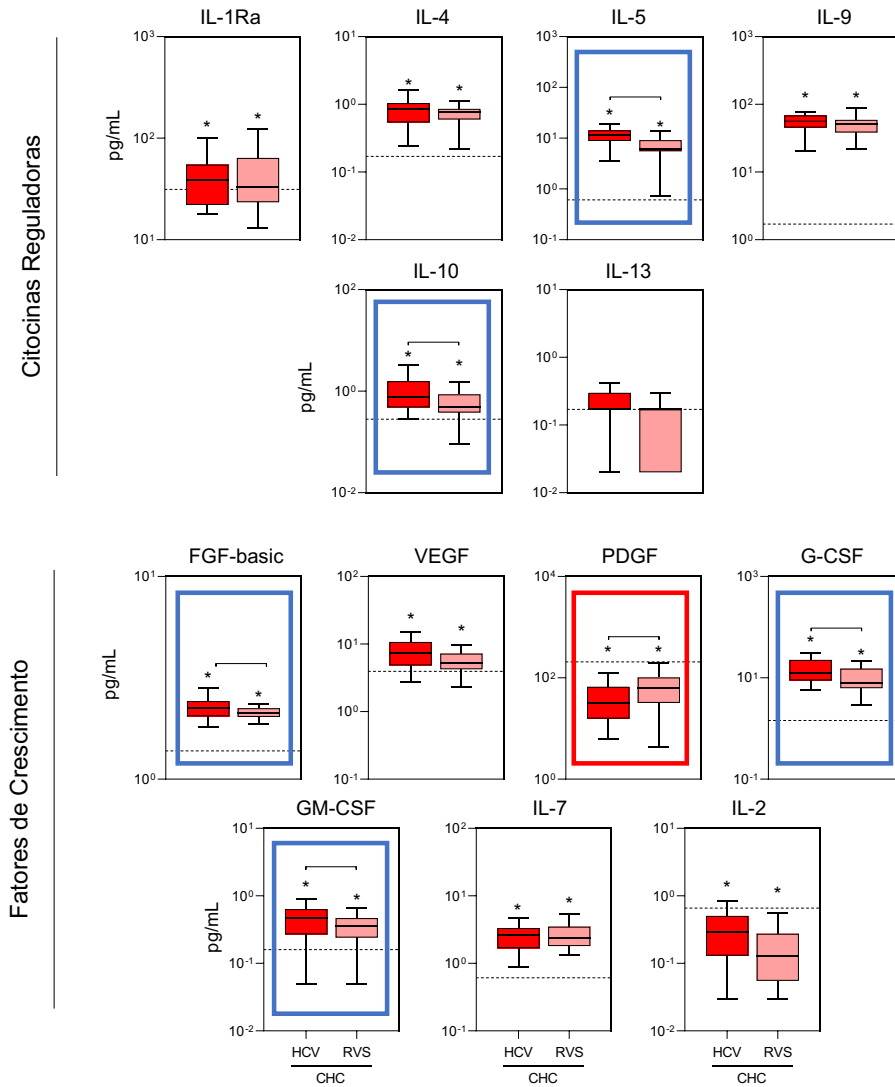 Citocinas Reguladoras
IL-1Ra
IL-4
IL-5
IL-9
pg/mL
10³
10²
10¹
10¹
10⁰
10⁻¹
10⁻²
10³
10²
10¹
10⁰
10⁻¹
10³
10²
10¹
10⁰
* *
* *
* *
* *
IL-10
IL-13
pg/mL
10²
10⁰
10⁻²
10¹
10⁰
10⁻¹
10⁻²
* *
Fatores de Crescimento
FGF-basic
VEGF
PDGF
G-CSF
pg/mL
10¹
10⁰
10²
10¹
10⁰
10⁻¹
10⁴
10²
10⁰
10³
10¹
10⁻¹
* *
* *
* *
* *
GM-CSF
IL-7
IL-2
pg/mL
10¹
10⁰
10⁻¹
10⁻²
10²
10¹
10⁰
10⁻¹
10¹
10⁰
10⁻¹
10⁻²
* *
* *
* *
HCV RVS
CHC
HCV RVS
CHC
HCV RVS
CHC